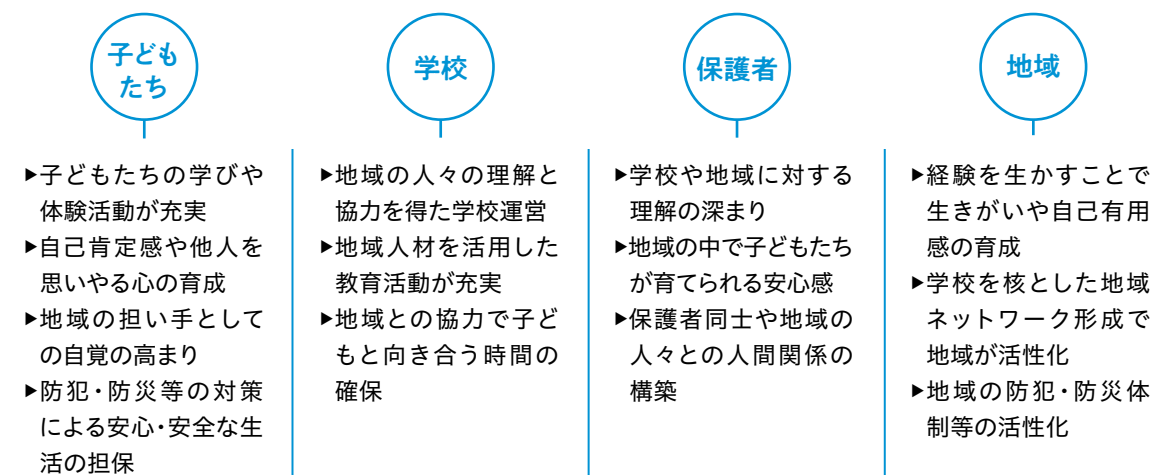 子ども
たち
▶子どもたちの学びや
体験活動が充実
▶自己肯定感や他人を
思いやる心の育成
▶地域の担い手として
の自覚の高まり
▶防犯・防災等の対策
による安心・安全な生
活の担保
学校
▶地域の人々の理解と
協力を得た学校運営
▶地域人材を活用した
教育活動が充実
▶地域との協力で子ど
もと向き合う時間の
確保
保護者
▶学校や地域に対する
理解の深まり
▶地域の中で子どもたち
が育てられる安心感
▶保護者同士や地域の
人々との人間関係の
構築
地域
▶経験を生かすことで
生きがいや自己有用
感の育成
▶学校を核とした地域
ネットワーク形成で
地域が活性化
▶地域の防犯・防災体
制等の活性化